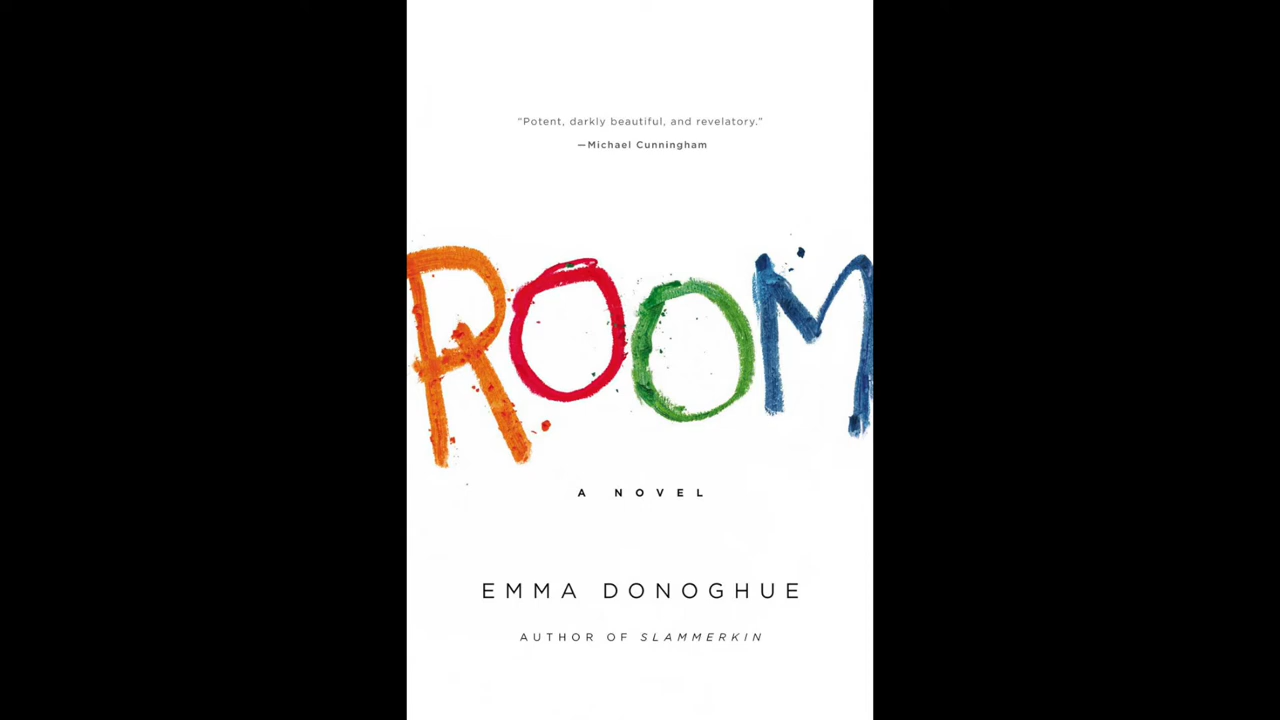 “Potent, darkly beautiful, and revelatory.”
—Michael Cunningham
ROOM
A NOVEL
EMMA DONOGHUE
AUTHOR OF SLAMMERKIN